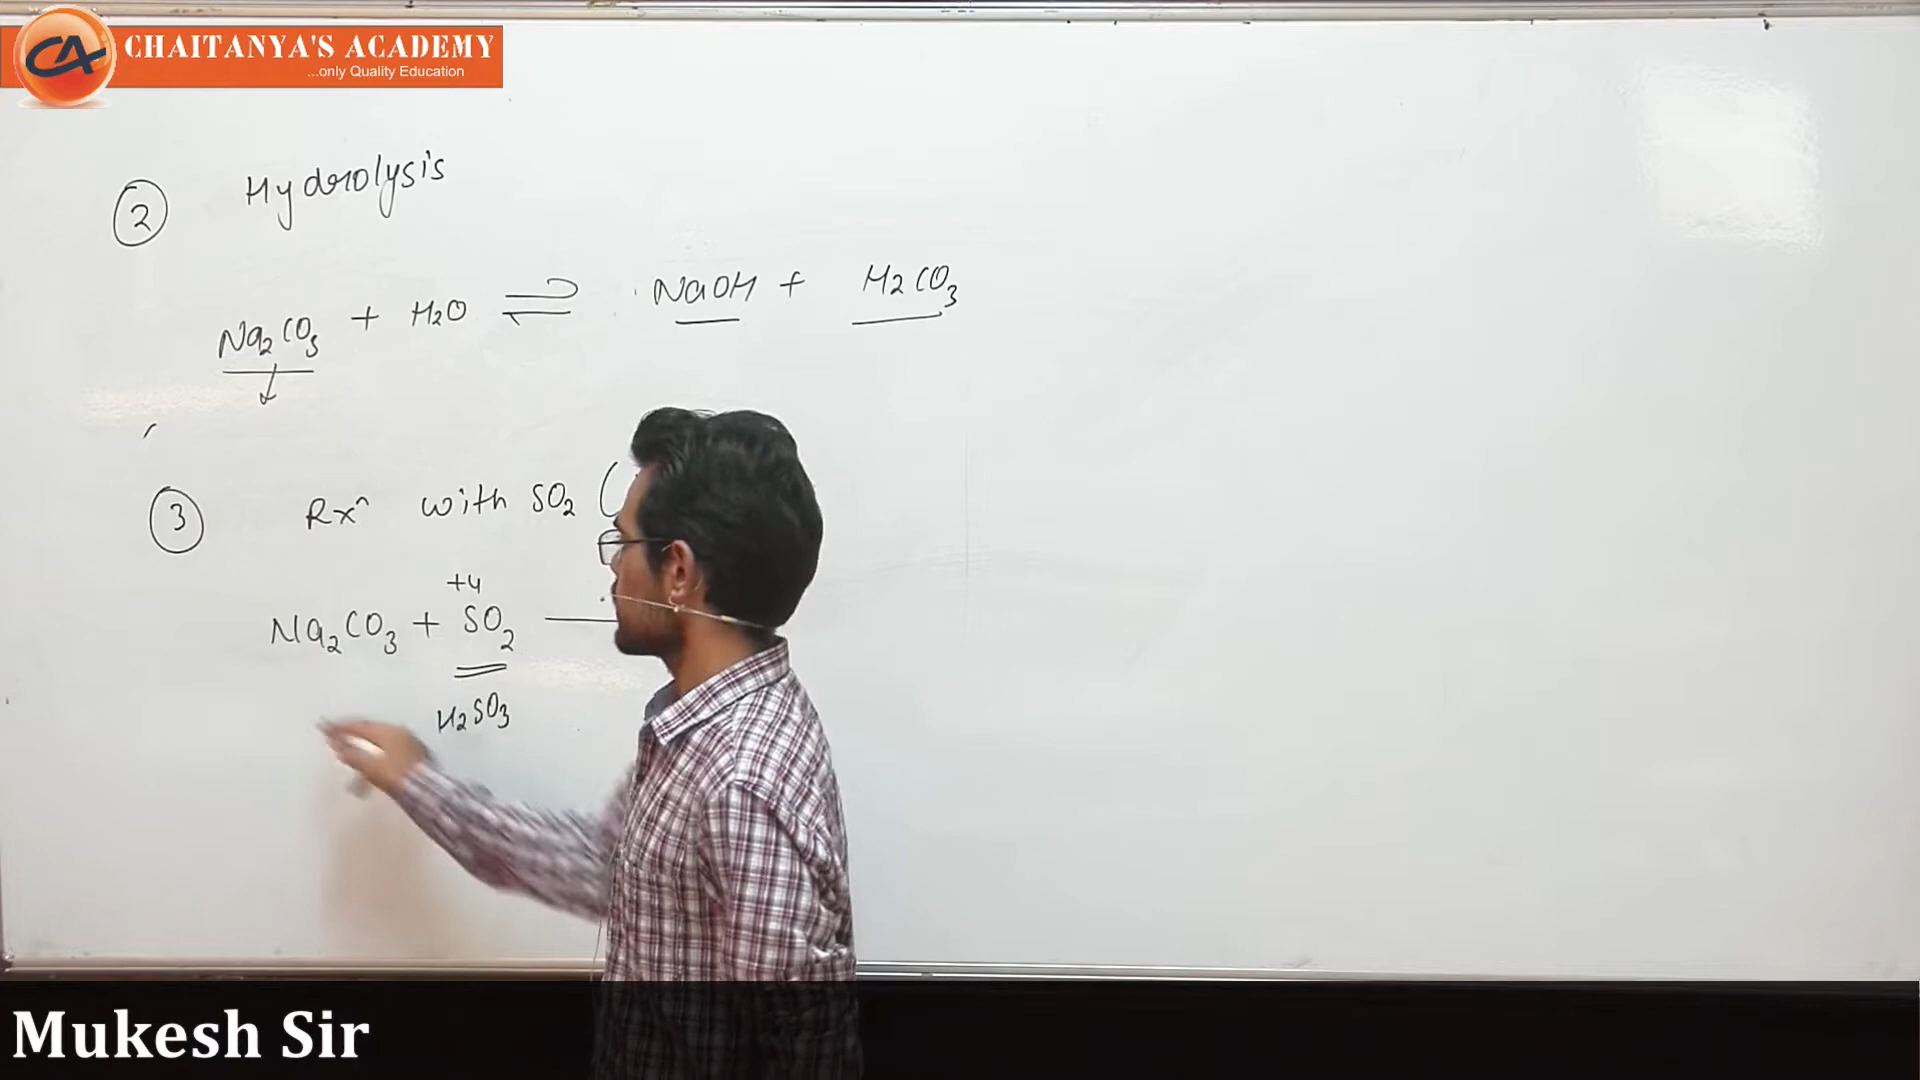 CHAITANYA'S ACADEMY
...only Quality Education
② Hydrolysis
Na₂CO₃ + H₂O ⇌ NaOH + H₂CO₃
↓
③ Rxⁿ with SO₂ (
+4
Na₂CO₃ + SO₂ —
H₂SO₃
Mukesh Sir